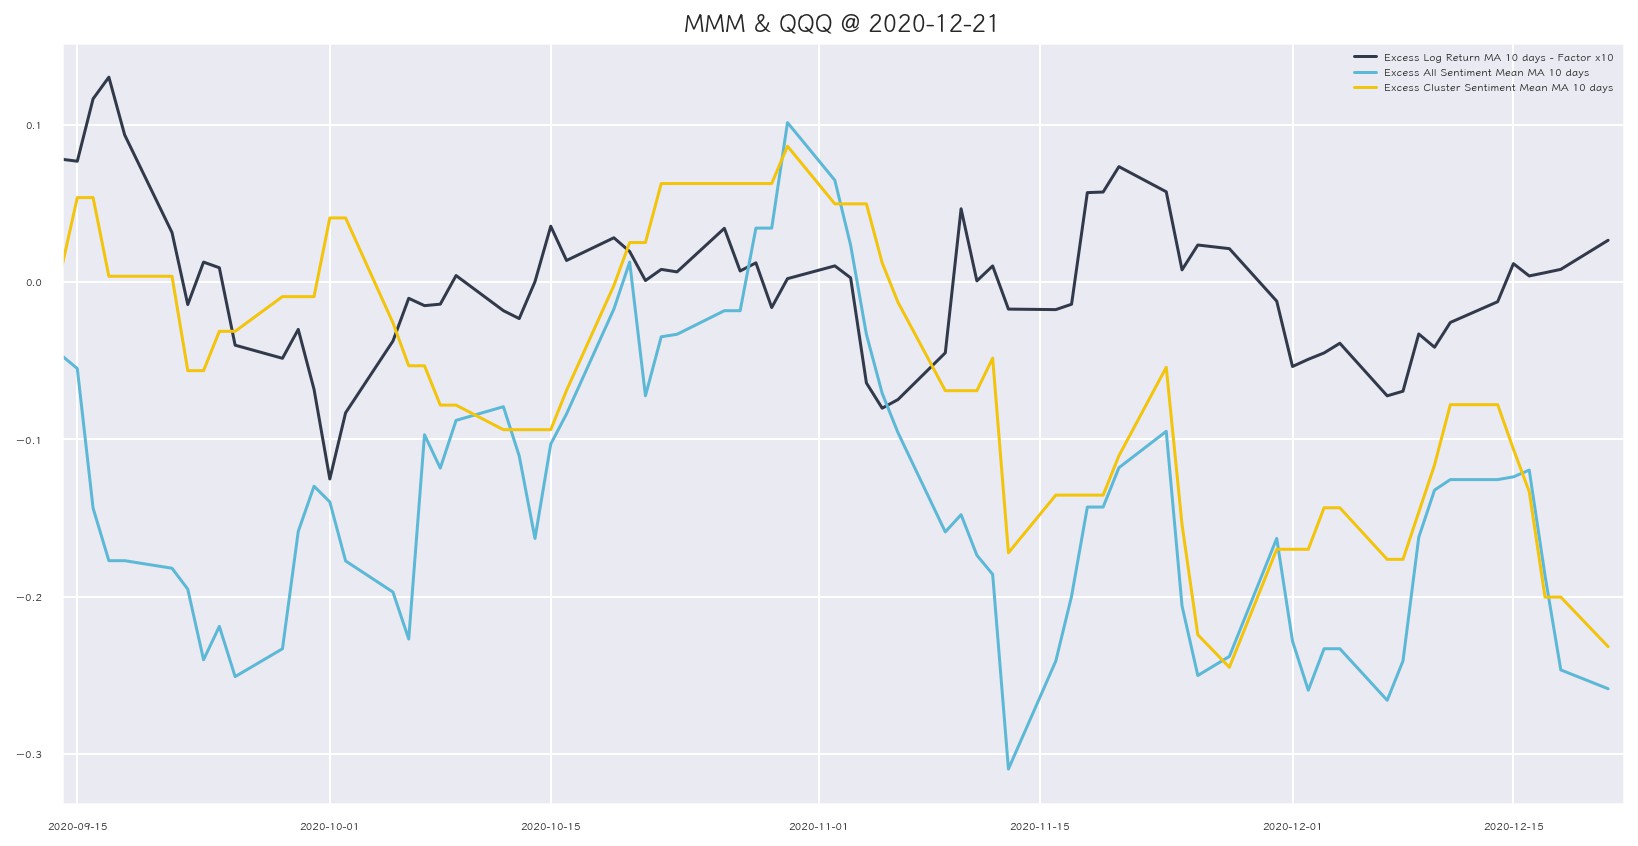 MMM & QQQ @ 2020-12-21
Excess Log Return MA 10 days - Factor x10
Excess All Sentiment Mean MA 10 days
Excess Cluster Sentiment Mean MA 10 days
0.1
0.0
−0.1
−0.2
−0.3
2020-09-15 2020-10-01 2020-10-15 2020-11-01 2020-11-15 2020-12-01 2020-12-15